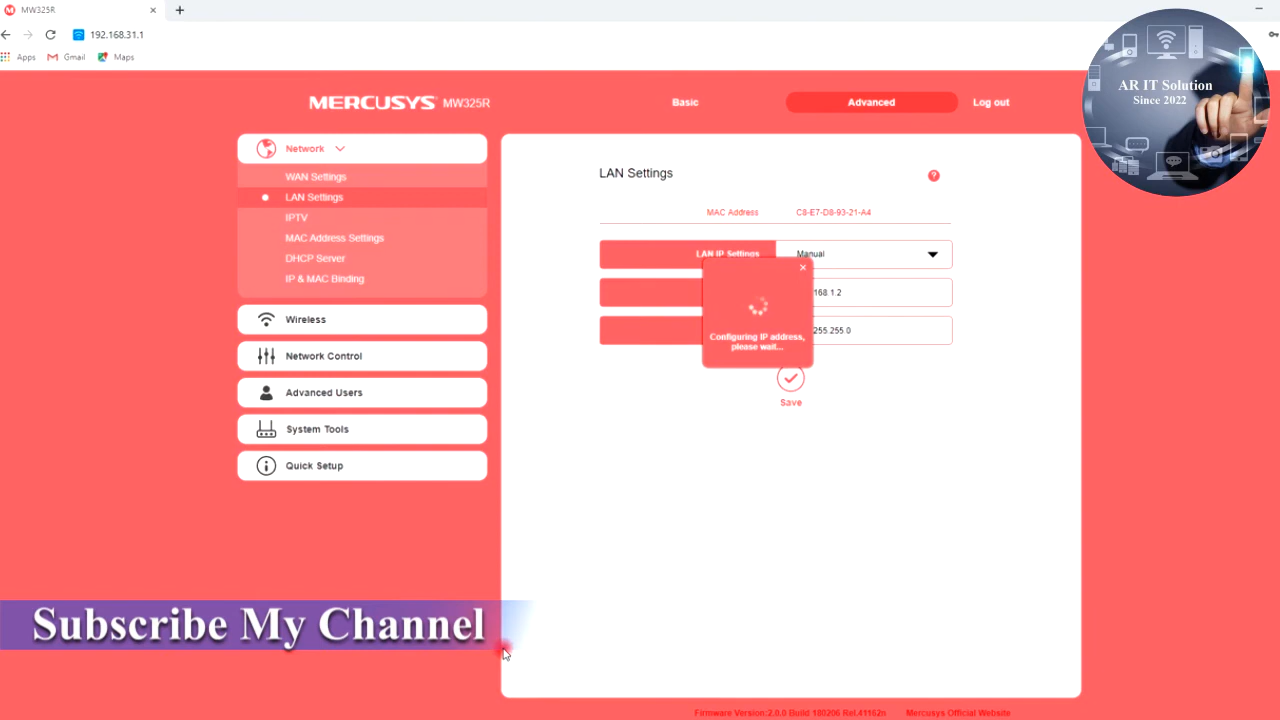 MW325R
192.168.31.1
Apps Gmail Maps
AR IT Solution
Since 2022
MERCUSYS MW325R
Basic
Advanced
Log out
Network
WAN Settings
LAN Settings
IPTV
MAC Address Settings
DHCP Server
IP & MAC Binding
Wireless
Network Control
Advanced Users
System Tools
Quick Setup
LAN Settings
?
MAC Address C8-E7-D8-93-21-A4
LAN IP Settings Manual
168.1.2
255.255.0
Configuring IP address,
please wait...
Save
Subscribe My Channel
Firmware Version:2.0.0 Build 180206 Rel.41162n Mercusys Official Website